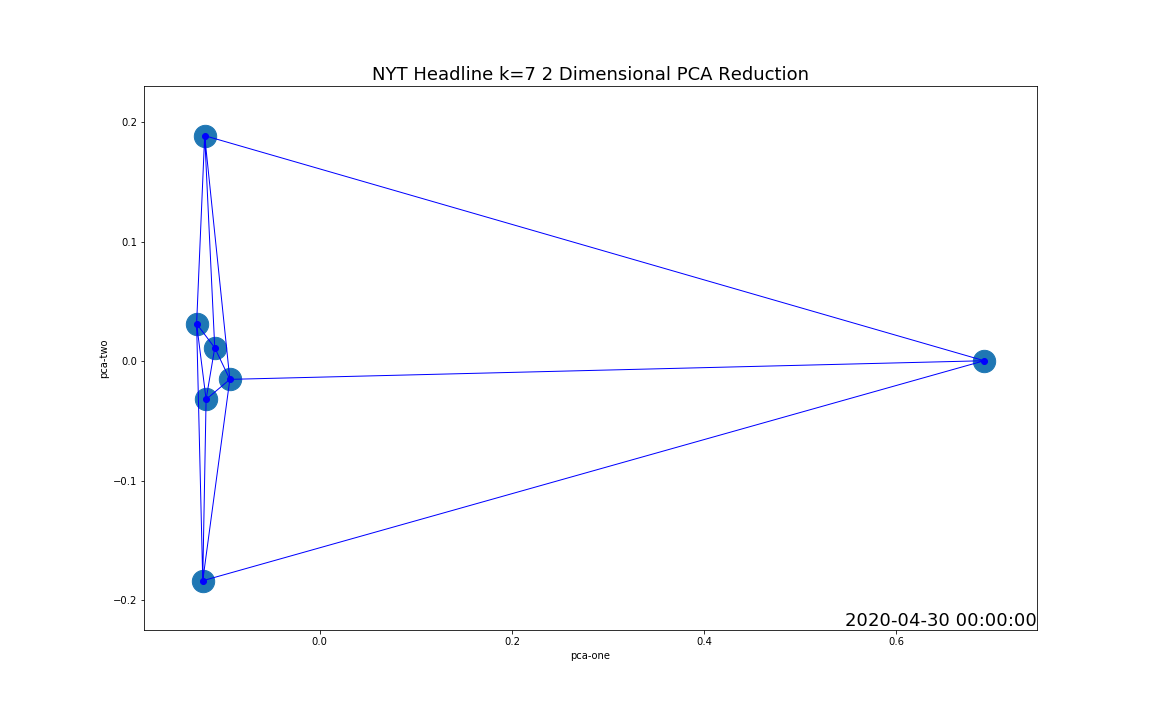 NYT Headline k=7 2 Dimensional PCA Reduction
0.2
0.1
0.0
−0.1
−0.2
pca-two
2020-04-30 00:00:00
0.0 0.2 0.4 0.6
pca-one